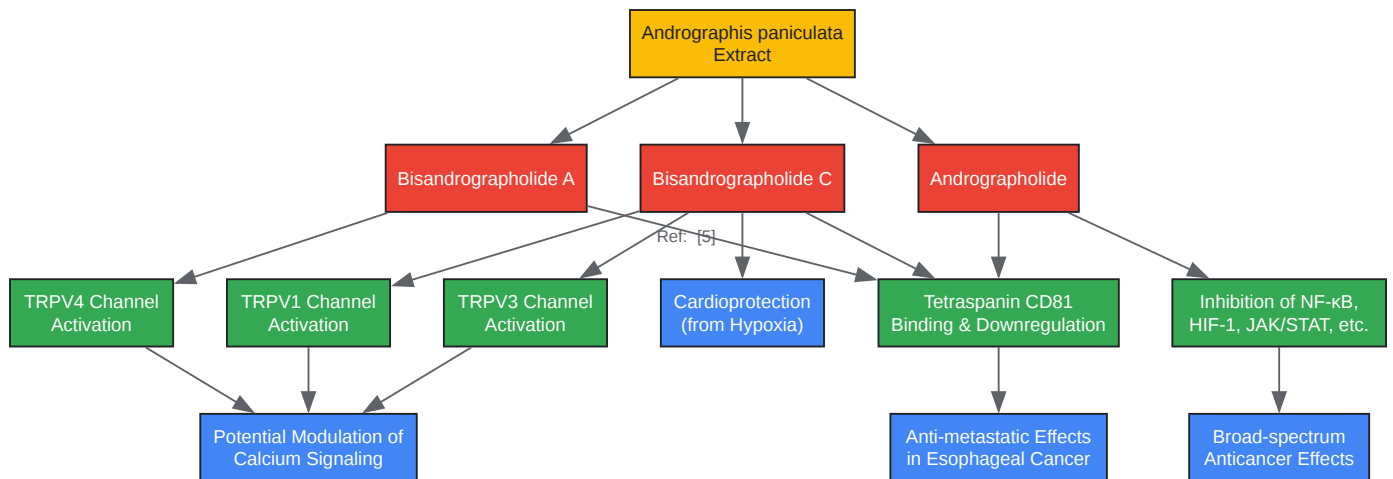 Andrographis paniculata
Extract
Bisandrographolide A
Bisandrographolide C
Andrographolide
Ref:  [5]
TRPV4 Channel
Activation
TRPV1 Channel
Activation
TRPV3 Channel
Activation
Cardioprotection
(from Hypoxia)
Tetraspanin CD81
Binding & Downregulation
Inhibition of NF-κB,
HIF-1, JAK/STAT, etc.
Potential Modulation of
Calcium Signaling
Anti-metastatic Effects
in Esophageal Cancer
Broad-spectrum
Anticancer Effects